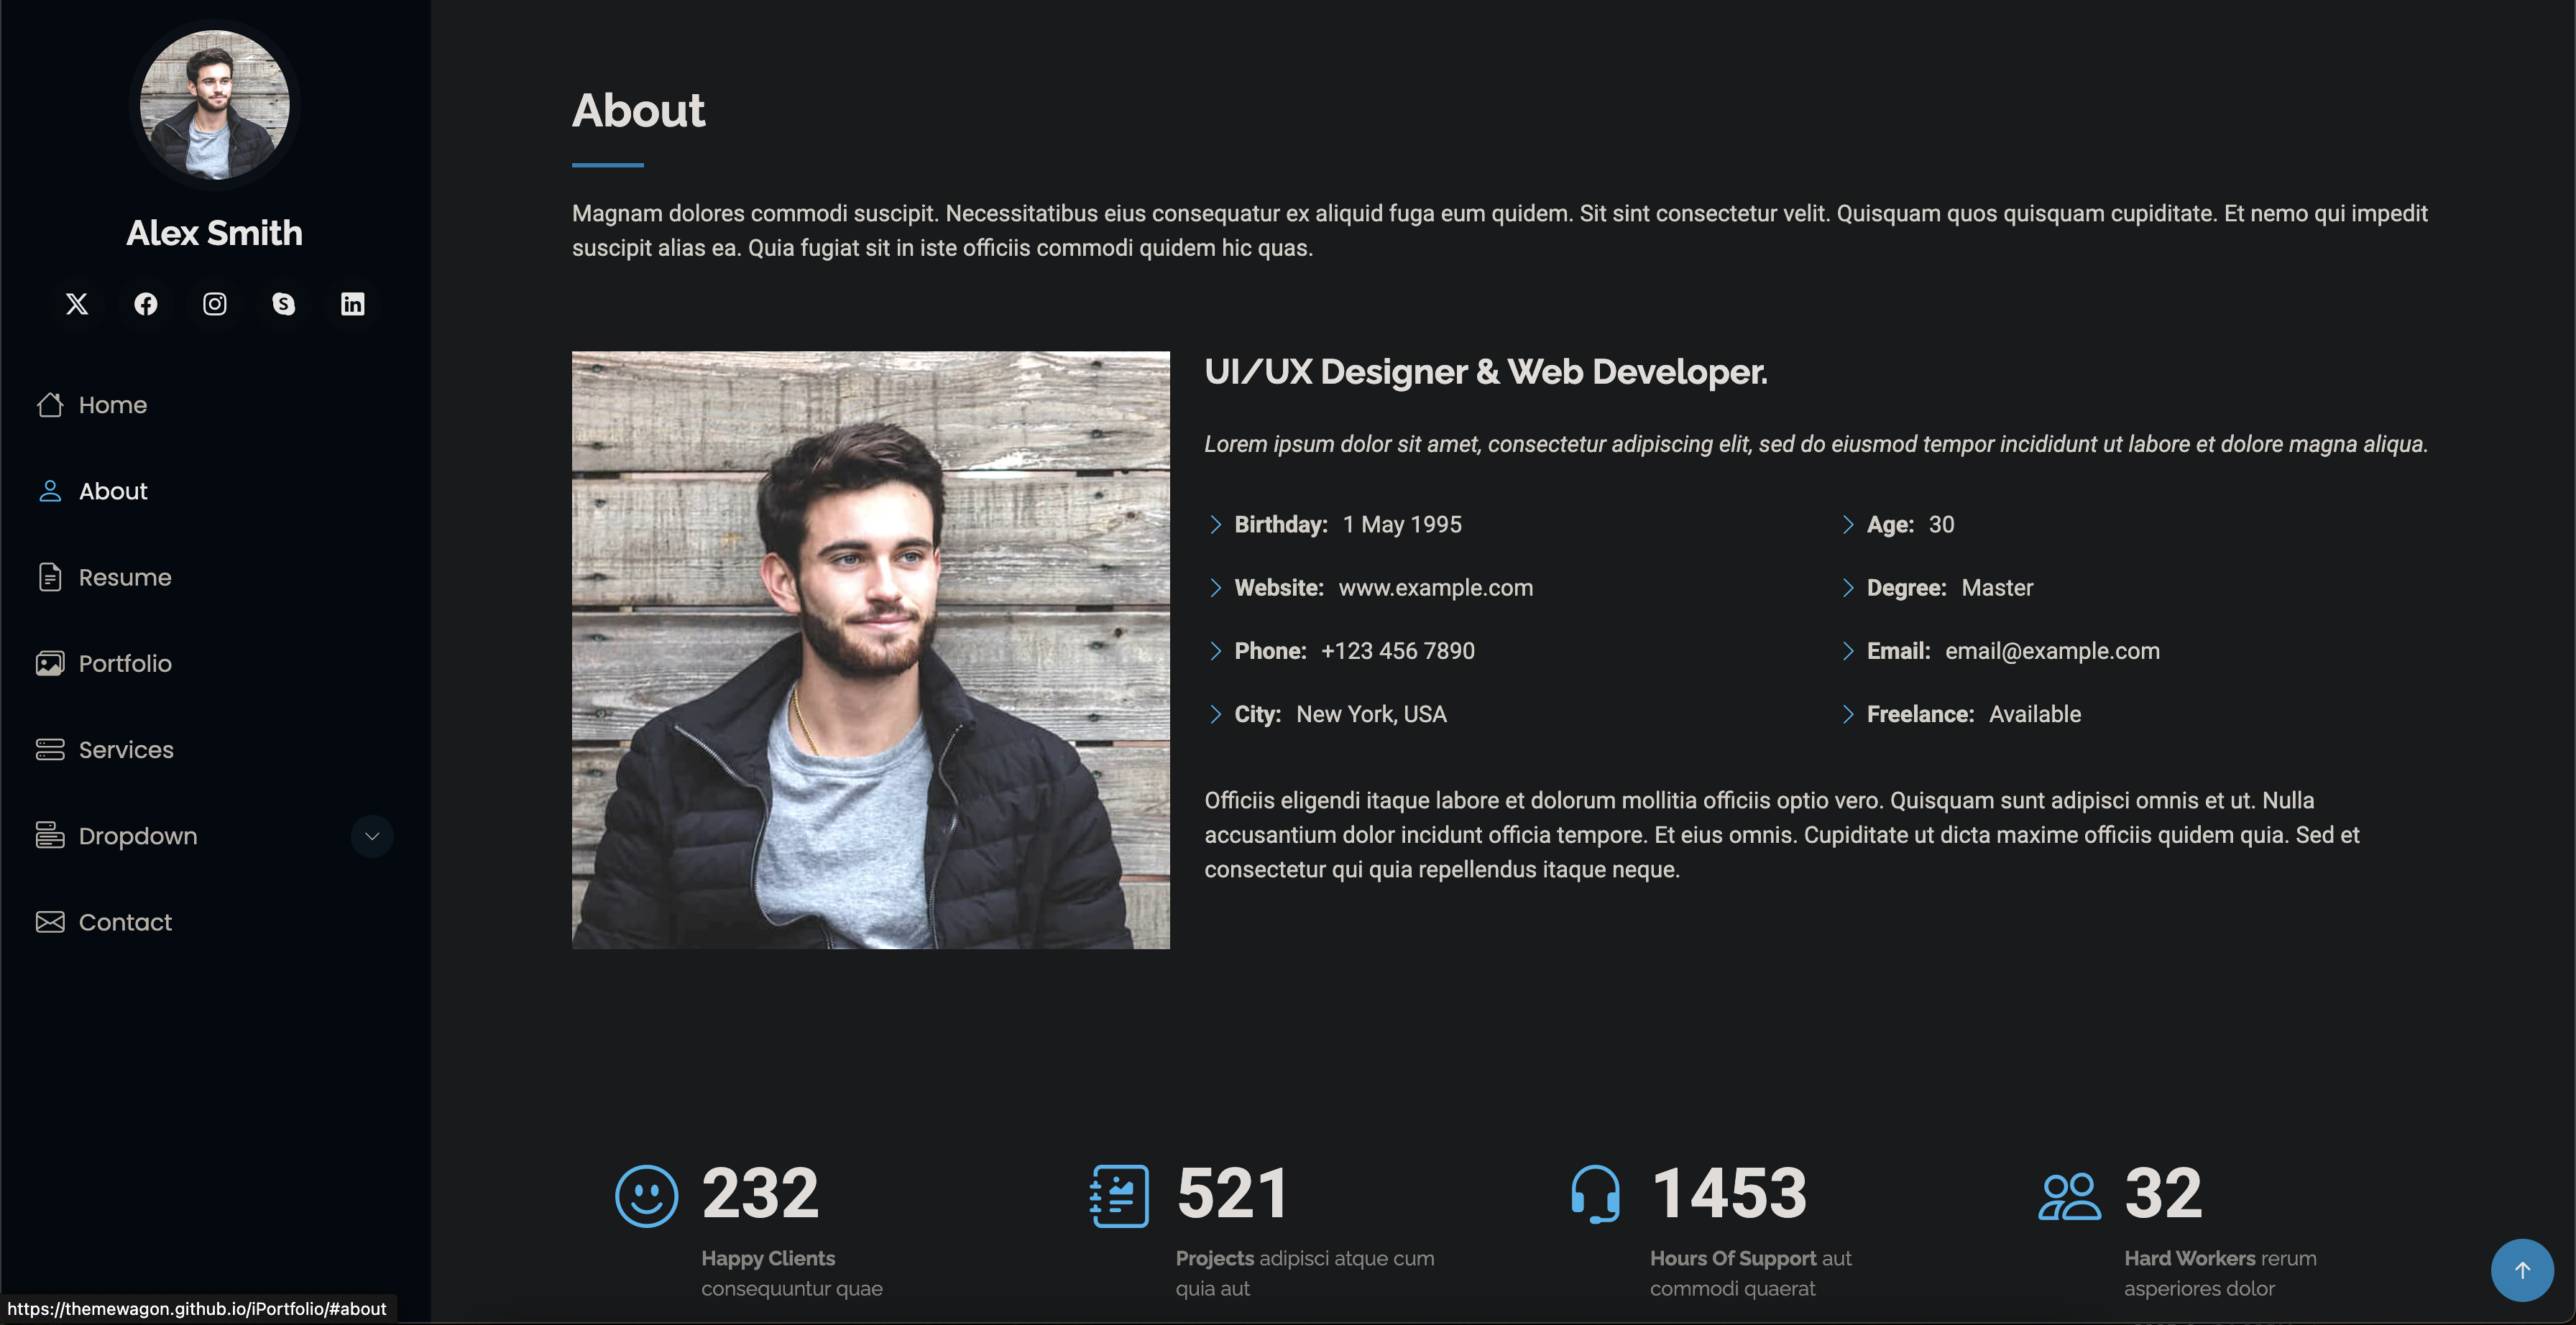 Alex Smith
Home
About
Resume
Portfolio
Services
Dropdown
Contact
About
Magnam dolores commodi suscipit. Necessitatibus eius consequatur ex aliquid fuga eum quidem. Sit sint consectetur velit. Quisquam quos quisquam cupiditate. Et nemo qui impedit
suscipit alias ea. Quia fugiat sit in iste officiis commodi quidem hic quas.
UI/UX Designer & Web Developer.
Lorem ipsum dolor sit amet, consectetur adipiscing elit, sed do eiusmod tempor incididunt ut labore et dolore magna aliqua.
Birthday: 1 May 1995
Website: www.example.com
Phone: +123 456 7890
City: New York, USA
Age: 30
Degree: Master
Email: email@example.com
Freelance: Available
Officiis eligendi itaque labore et dolorum mollitia officiis optio vero. Quisquam sunt adipisci omnis et ut. Nulla
accusantium dolor incidunt officia tempore. Et eius omnis. Cupiditate ut dicta maxime officiis quidem quia. Sed et
consectetur qui quia repellendus itaque neque.
232
Happy Clients
consequuntur quae
521
Projects adipisci atque cum
quia aut
1453
Hours Of Support aut
commodi quaerat
32
Hard Workers rerum
asperiores dolor
https://themewagon.github.io/iPortfolio/#about